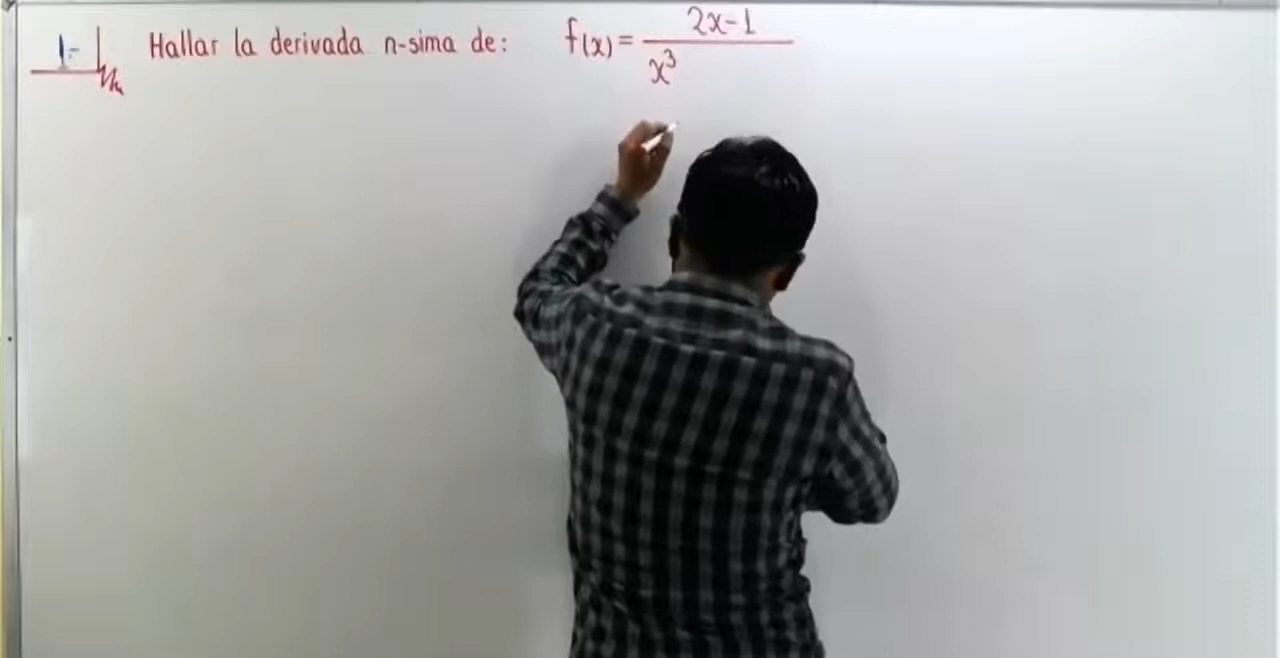 1.- Hallar la derivada n-sima de: f(x) = 2x-1 / x³